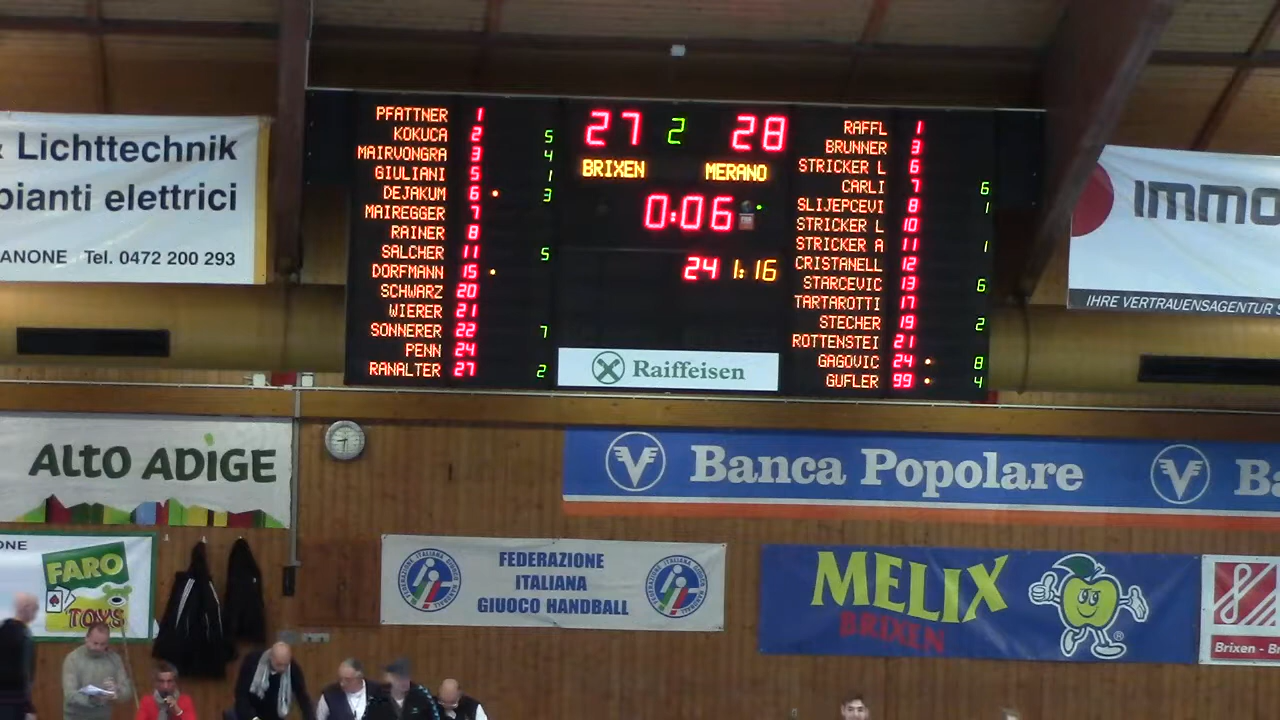 & Lichttechnik
pianti elettrici
ANONE Tel. 0472 200 293
PFATTNER 1
KOKUCA 2 5
MAIRVONGRA 3 4
GIULIANI 5 1
DEJAKUM 6 3
MAIREGGER 7
RAINER 8
SALCHER 11 5
DORFMANN 15
SCHWARZ 20
WIERER 21
SONNERER 22 7
PENN 24
RANALTER 27 2
27 2 28
BRIXEN MERANO
0:06
24 1:16
Raiffeisen
RAFFL 1
BRUNNER 3
STRICKER L 6
CARLI 7 6
SLIJEPCEVI 8 1
STRICKER L 10
STRICKER A 11 1
CRISTANELL 12
STARCEVIC 13 6
TARTAROTTI 17
STECHER 19 2
ROTTENSTEI 21
GAGOVIC 24 8
GUFLER 99 4
IMMO
IHRE VERTRAUENSAGENTUR S
ALTO ADIGE
Banca Popolare
Ba
ONE
FARO
TOYS
FEDERAZIONE
ITALIANA
GIUOCO HANDBALL
MELIX
BRIXEN
®
Brixen - Br